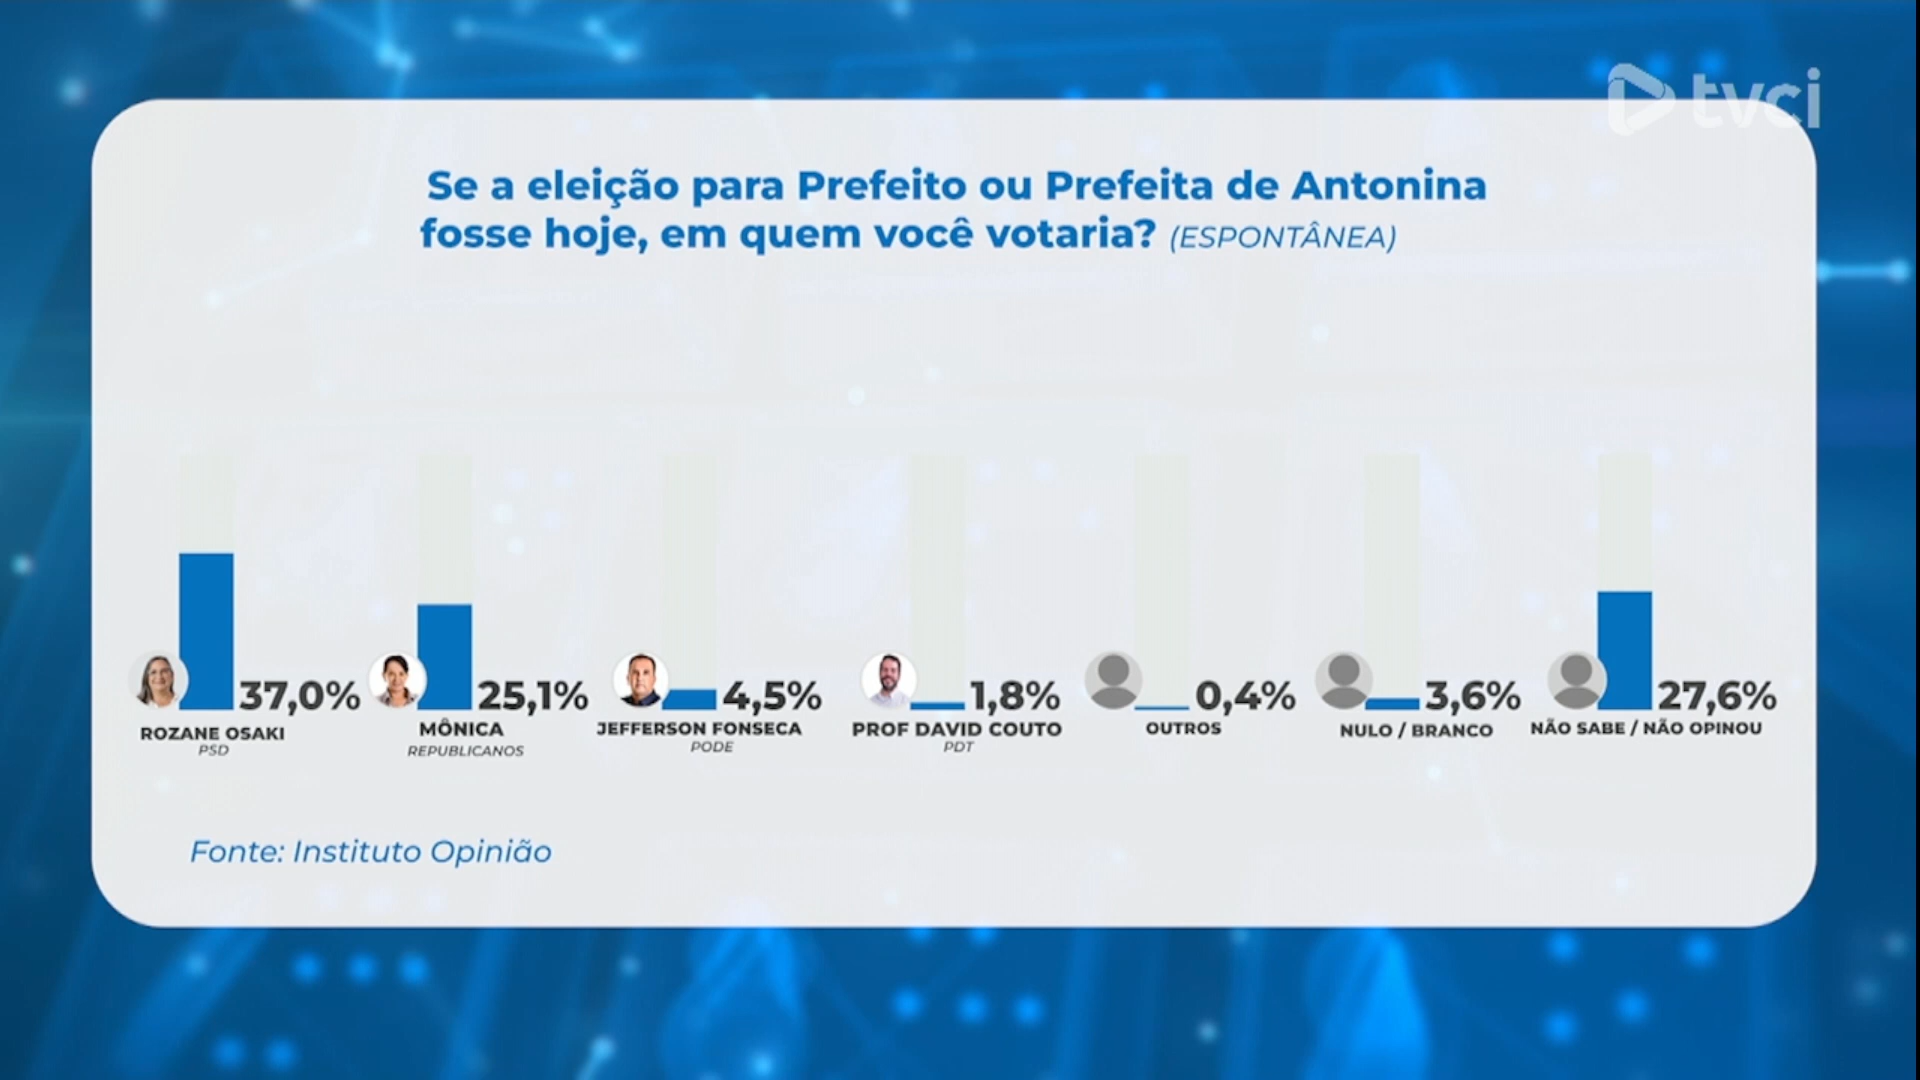 tvci
Se a eleição para Prefeito ou Prefeita de Antonina
fosse hoje, em quem você votaria? (ESPONTÂNEA)
37,0%
ROZANE OSAKI
PSD
25,1%
MÔNICA
REPUBLICANOS
4,5%
JEFFERSON FONSECA
PODE
1,8%
PROF DAVID COUTO
PDT
0,4%
OUTROS
3,6%
NULO / BRANCO
27,6%
NÃO SABE / NÃO OPINOU
Fonte: Instituto Opinião